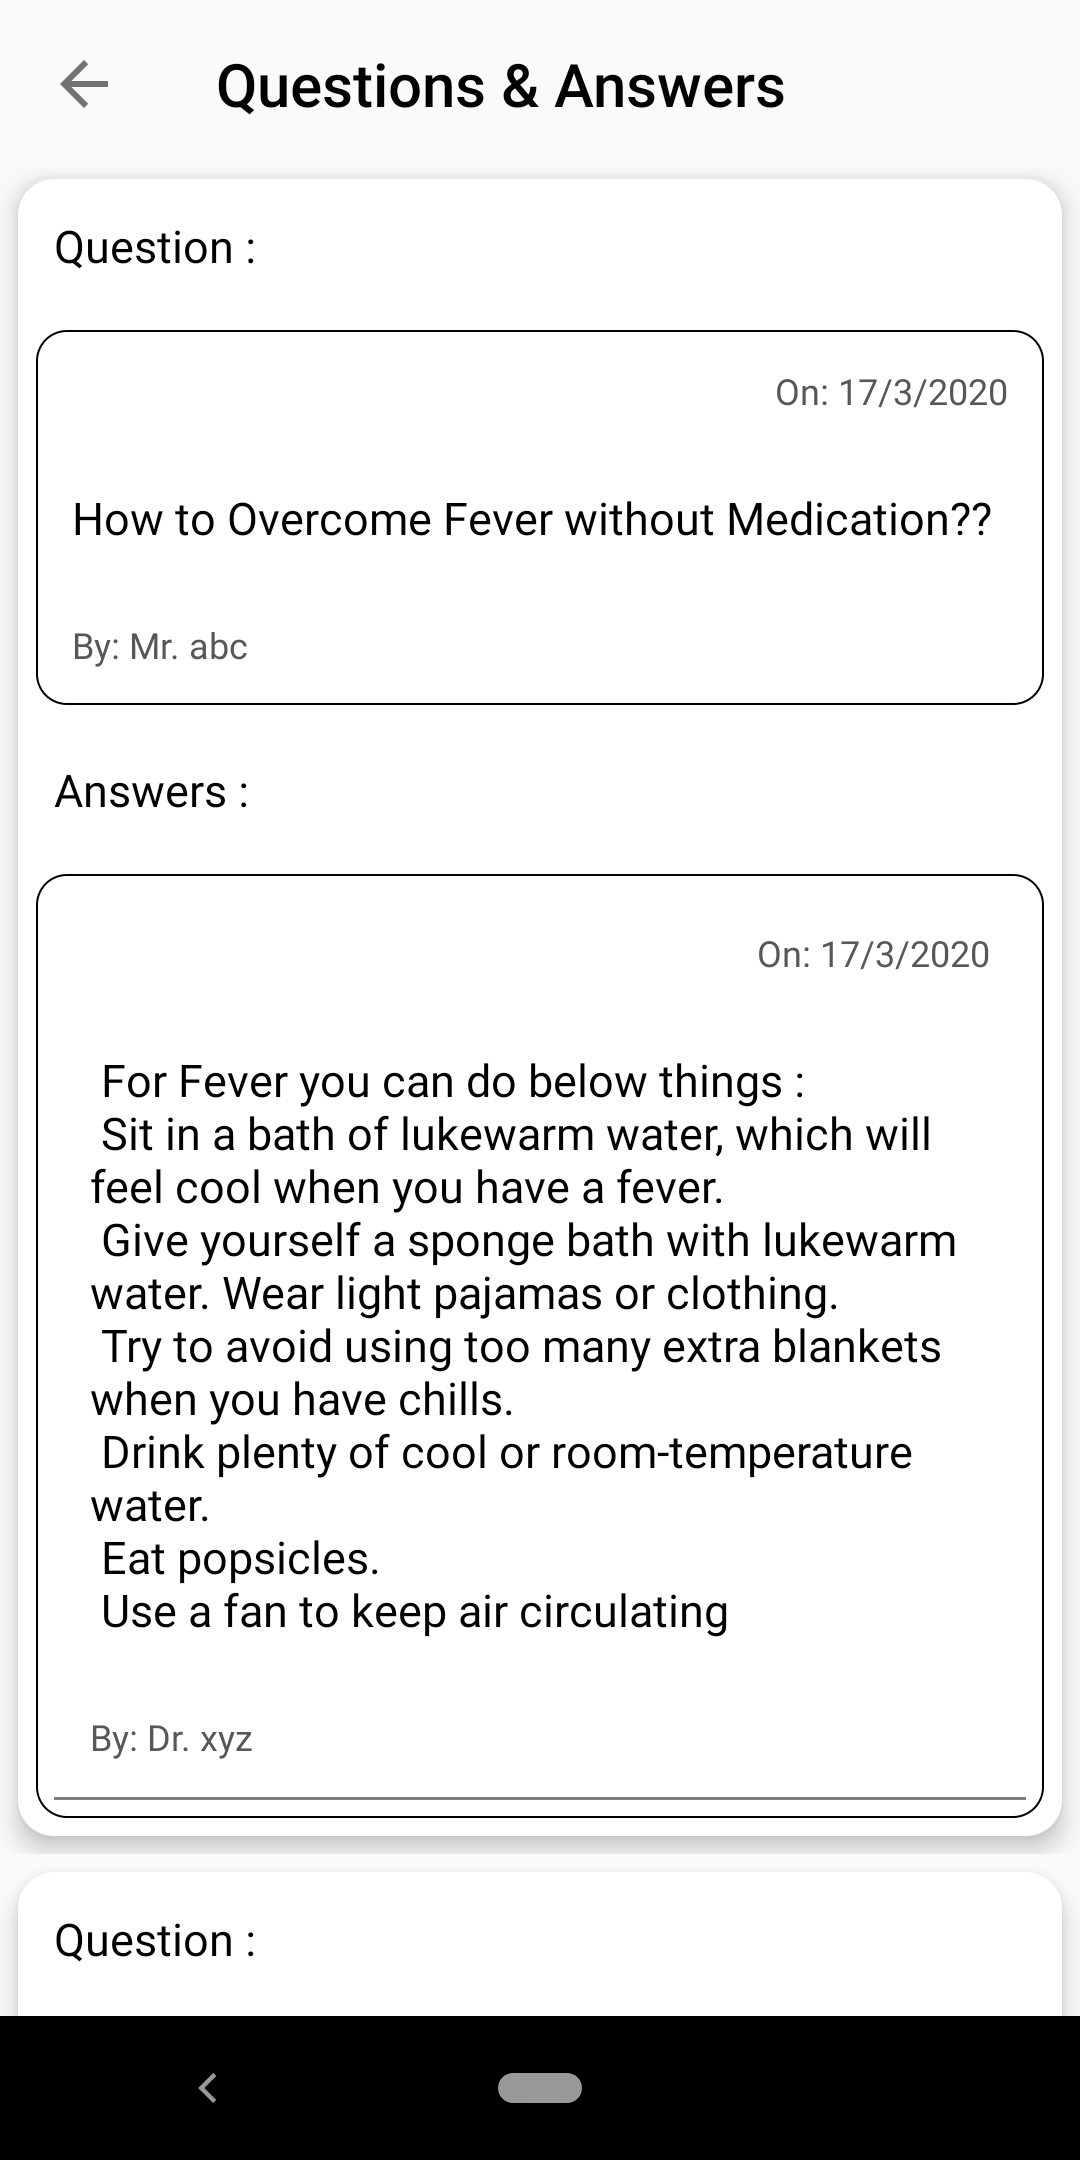 Questions & Answers
Question :
On: 17/3/2020
How to Overcome Fever without Medication??
By: Mr. abc
Answers :
On: 17/3/2020
For Fever you can do below things :
Sit in a bath of lukewarm water, which will
feel cool when you have a fever.
Give yourself a sponge bath with lukewarm
water. Wear light pajamas or clothing.
Try to avoid using too many extra blankets
when you have chills.
Drink plenty of cool or room-temperature
water.
Eat popsicles.
Use a fan to keep air circulating
By: Dr. xyz
Question :